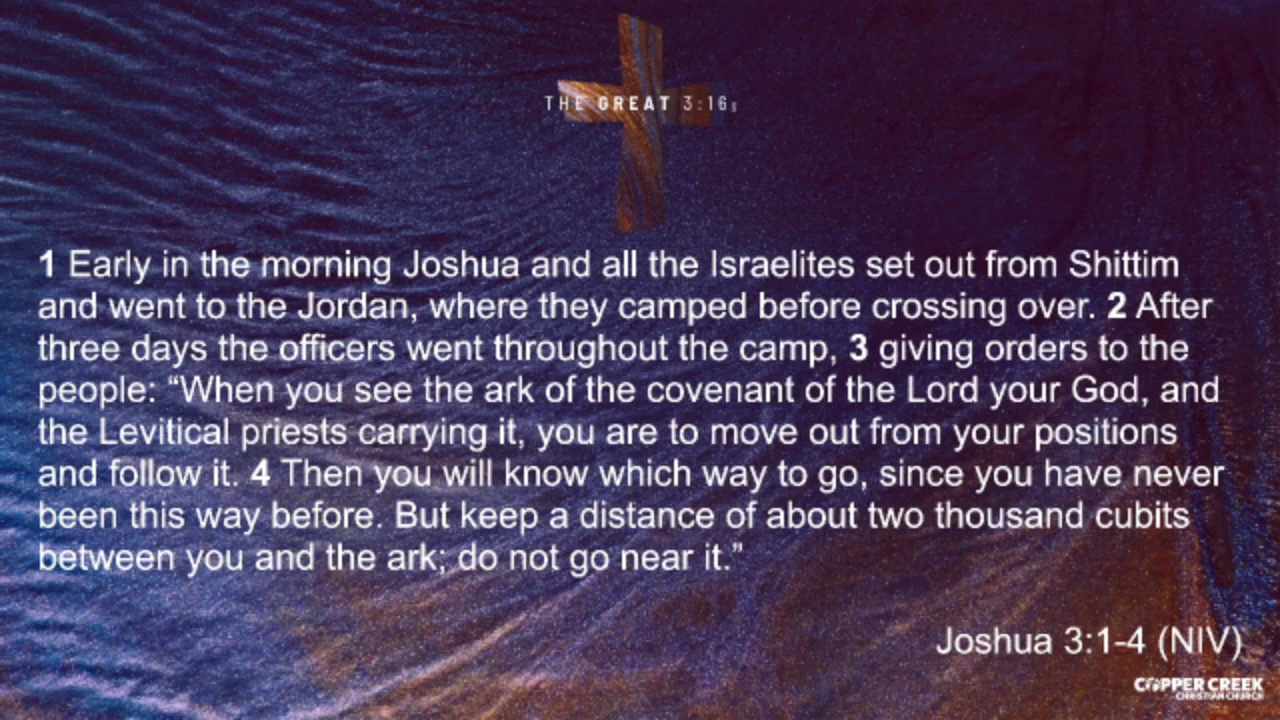 THE GREAT 3:16s
1 Early in the morning Joshua and all the Israelites set out from Shittim
and went to the Jordan, where they camped before crossing over. 2 After
three days the officers went throughout the camp, 3 giving orders to the
people: “When you see the ark of the covenant of the Lord your God, and
the Levitical priests carrying it, you are to move out from your positions
and follow it. 4 Then you will know which way to go, since you have never
been this way before. But keep a distance of about two thousand cubits
between you and the ark; do not go near it.”
Joshua 3:1-4 (NIV)
COPPER CREEK
CHRISTIAN CHURCH